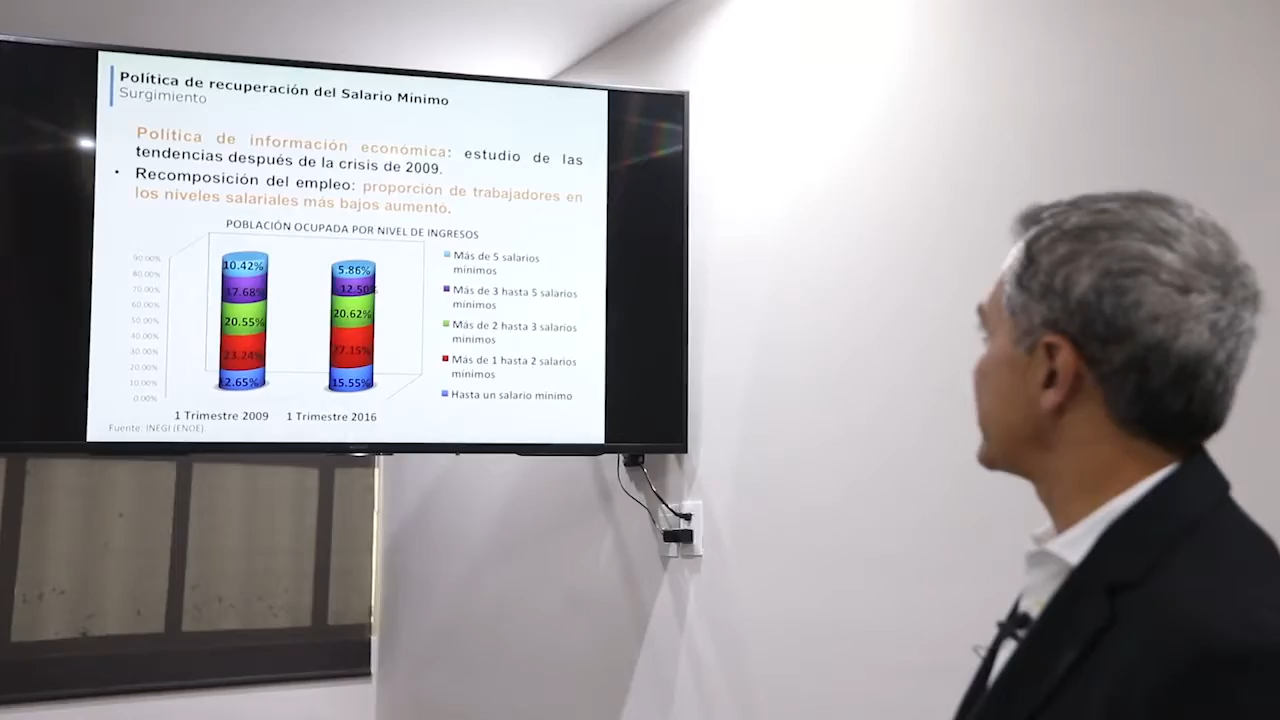 Política de recuperación del Salario Mínimo
Surgimiento
Política de información económica: estudio de las
tendencias después de la crisis de 2009.
• Recomposición del empleo: proporción de trabajadores en
los niveles salariales más bajos aumentó.
POBLACIÓN OCUPADA POR NIVEL DE INGRESOS
90.00%
80.00%
70.00%
60.00%
50.00%
40.00%
30.00%
20.00%
10.00%
0.00%
10.42%
17.68%
20.55%
23.24%
2.65%
5.86%
12.50
20.62%
7.15%
15.55%
Más de 5 salarios
mínimos
Más de 3 hasta 5 salarios
mínimos
Más de 2 hasta 3 salarios
mínimos
Más de 1 hasta 2 salarios
mínimos
Hasta un salario mínimo
1 Trimestre 2009
1 Trimestre 2016
Fuente: INEGI (ENOE).